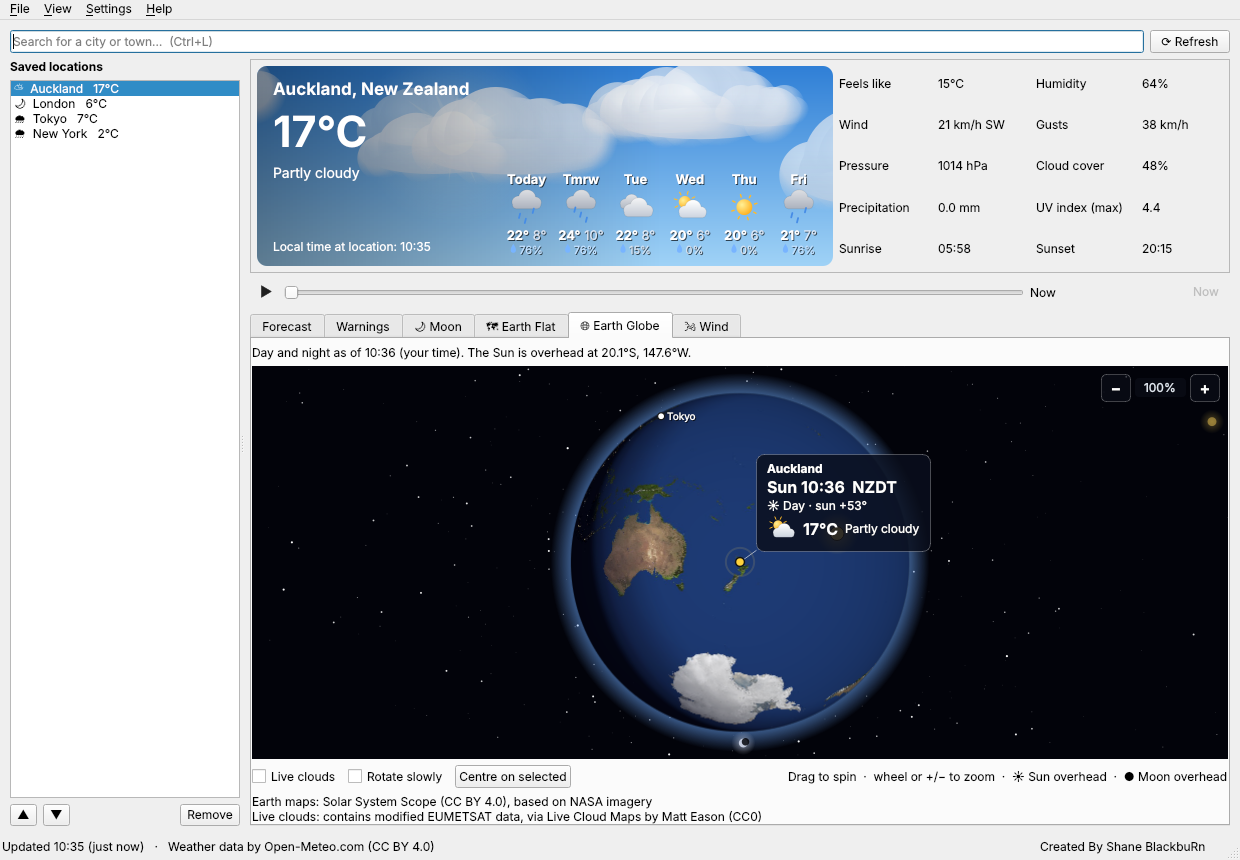 File View Settings Help
Search for a city or town... (Ctrl+L)
⟳ Refresh
Saved locations
Auckland 17°C
London 6°C
Tokyo 7°C
New York 2°C
▲ ▼ Remove
Auckland, New Zealand
17°C
Partly cloudy
Local time at location: 10:35
Today Tmrw Tue Wed Thu Fri
22° 8° 24° 10° 22° 8° 20° 6° 20° 6° 21° 7°
76% 76% 15% 0% 0% 76%
Feels like 15°C Humidity 64%
Wind 21 km/h SW Gusts 38 km/h
Pressure 1014 hPa Cloud cover 48%
Precipitation 0.0 mm UV index (max) 4.4
Sunrise 05:58 Sunset 20:15
▶ Now Now
Forecast Warnings Moon Earth Flat Earth Globe Wind
Day and night as of 10:36 (your time). The Sun is overhead at 20.1°S, 147.6°W.
− 100% +
Tokyo
Auckland
Sun 10:36 NZDT
☀ Day · sun +53°
17°C Partly cloudy
Live clouds Rotate slowly Centre on selected
Drag to spin · wheel or +/− to zoom · ☀ Sun overhead · ● Moon overhead
Earth maps: Solar System Scope (CC BY 4.0), based on NASA imagery
Live clouds: contains modified EUMETSAT data, via Live Cloud Maps by Matt Eason (CC0)
Updated 10:35 (just now) · Weather data by Open-Meteo.com (CC BY 4.0)
Created By Shane BlackbuRn